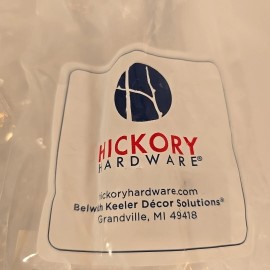 HICKORY
HARDWARE®
hickoryhardware.com
Belwith Keeler Décor Solutions®
Grandville, MI 49418